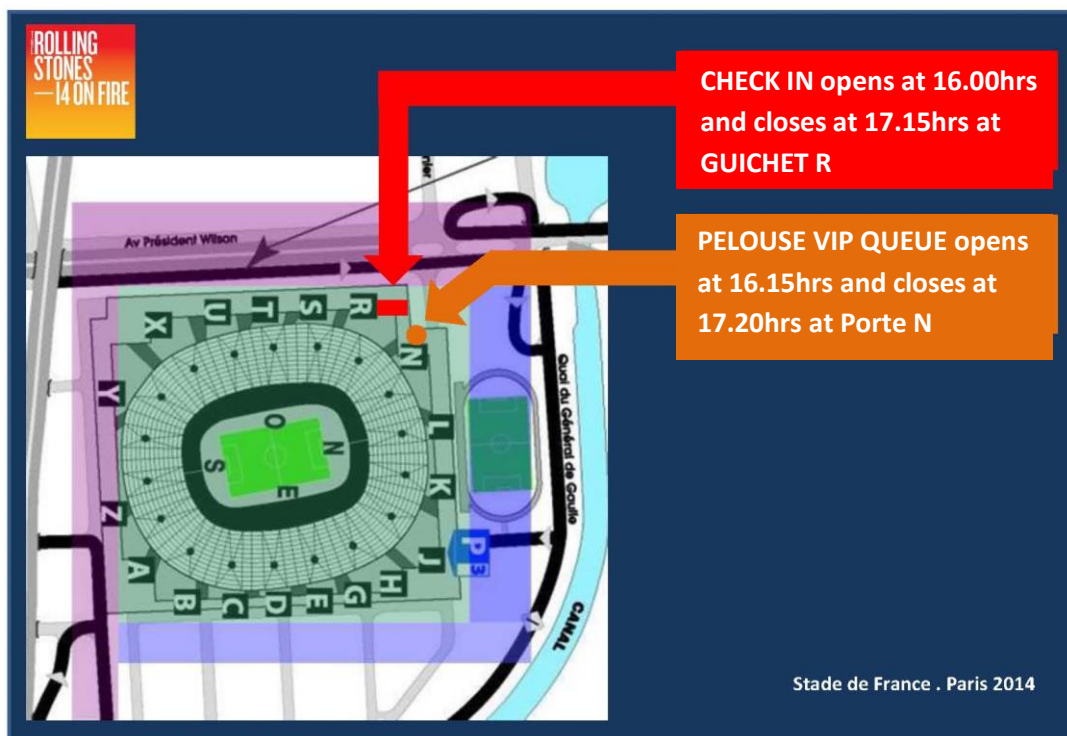 ROLLING
STONES
—14 ON FIRE
CHECK IN opens at 16.00hrs
and closes at 17.15hrs at
GUICHET R
PELOUSE VIP QUEUE opens
at 16.15hrs and closes at
17.20hrs at Porte N
nier
Av Président Wilson
X
U
T
S
R
N
Y
L
K
O
N
S
E
Quai du Général de Gaulle
Z
J
P3
A
H
B
C
D
E
G
CANAL
Stade de France . Paris 2014